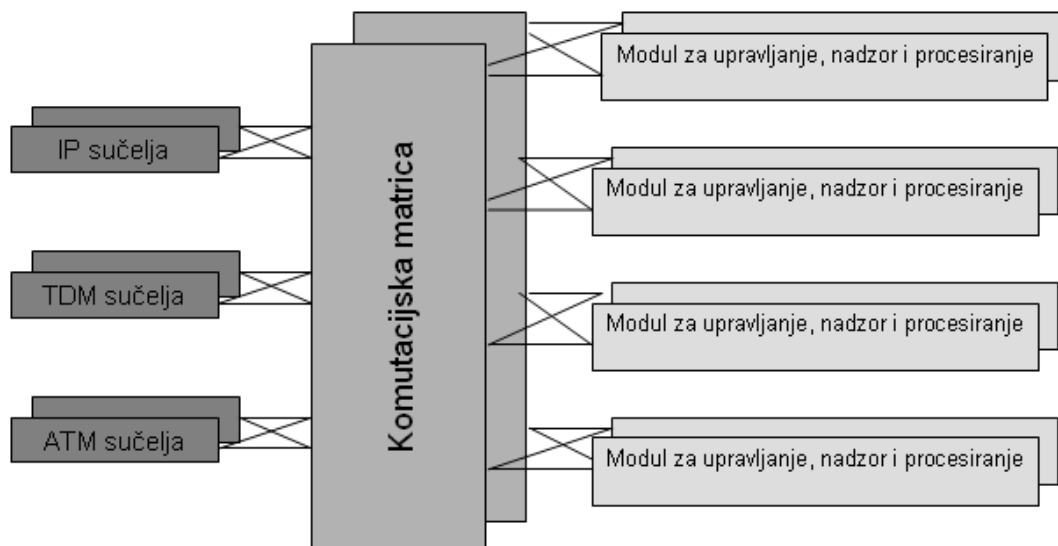 Modul za upravljanje, nadzor i procesiranje
IP sučelja
Modul za upravljanje, nadzor i procesiranje
Komutacijska matrica
TDM sučelja
Modul za upravljanje, nadzor i procesiranje
ATM sučelja
Modul za upravljanje, nadzor i procesiranje